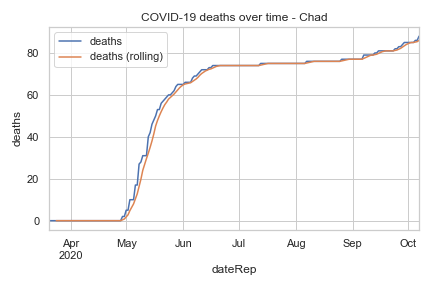 COVID-19 deaths over time - Chad
deaths
deaths (rolling)
deaths
80
60
40
20
0
Apr May Jun Jul Aug Sep Oct
2020
dateRep